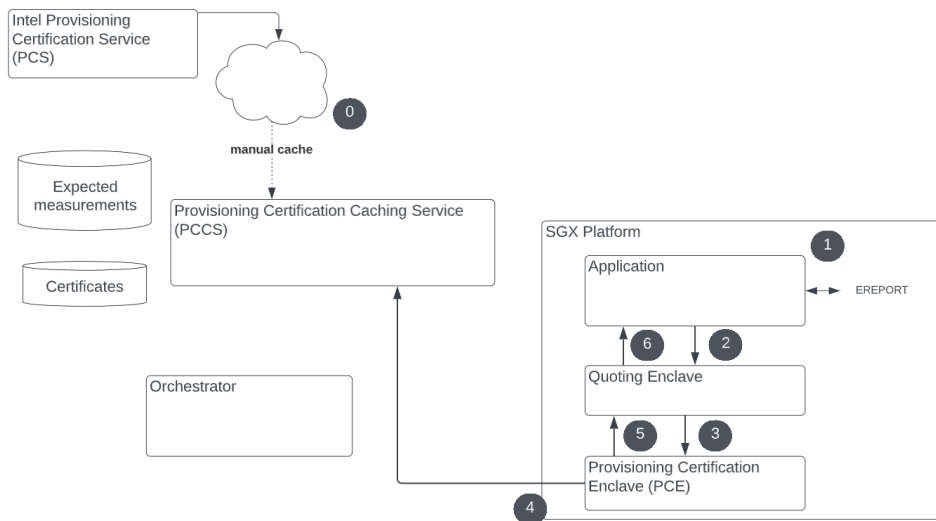 Intel Provisioning
Certification Service
(PCS)
0
manual cache
Expected
measurements
Provisioning Certification Caching Service
(PCCS)
Certificates
SGX Platform
1
Application
EREPORT
6
2
Quoting Enclave
Orchestrator
5
3
Provisioning Certification
Enclave (PCE)
4